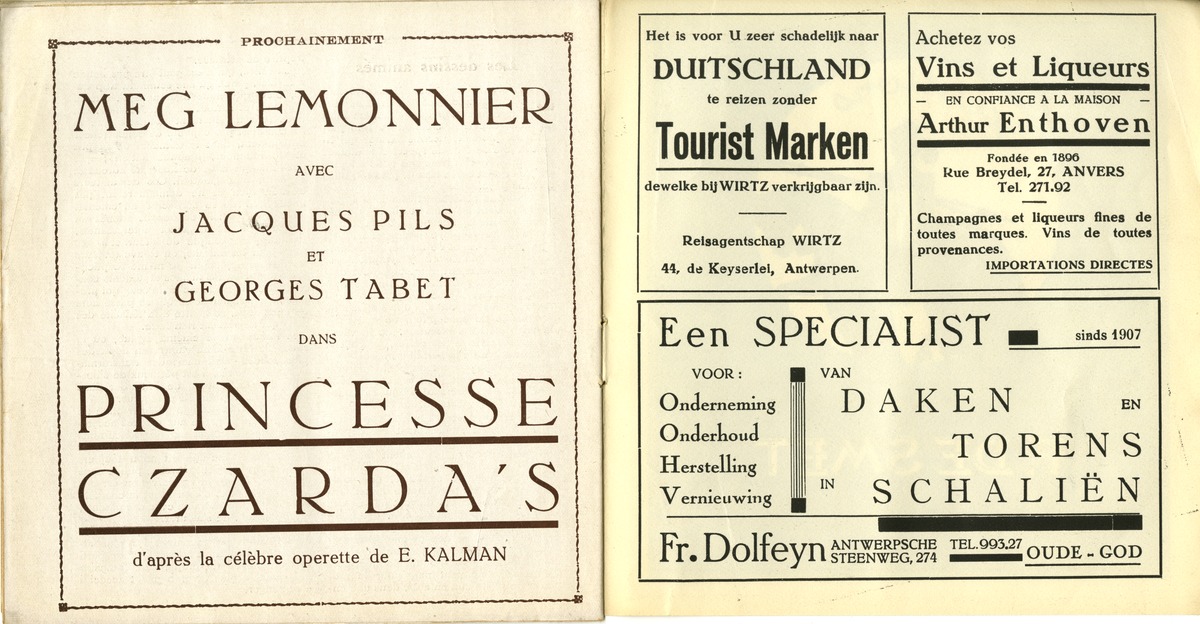 PROCHAINEMENT
MEG LEMONNIER
AVEC
JACQUES PILS
ET
GEORGES TABET
DANS
PRINCESSE
CZARDA'S
d'après la célèbre operette de E. KALMAN
Het is voor U zeer schadelijk naar
DUITSCHLAND
te reizen zonder
Tourist Marken
dewelke bij WIRTZ verkrijgbaar zijn.
Reisagentschap WIRTZ
44, de Keyserlei, Antwerpen.
Achetez vos
Vins et Liqueurs
— EN CONFIANCE A LA MAISON —
Arthur Enthoven
Fondée en 1896
Rue Breydel, 27, ANVERS
Tel. 271.92
Champagnes et liqueurs fines de
toutes marques. Vins de toutes
provenances.
IMPORTATIONS DIRECTES
Een SPECIALIST sinds 1907
VOOR :
Onderneming
Onderhoud
Herstelling
Vernieuwing
VAN
DAKEN EN
TORENS
IN SCHALIËN
Fr. Dolfeyn ANTWERPSCHE STEENWEG, 274 TEL. 993.27 OUDE - GOD